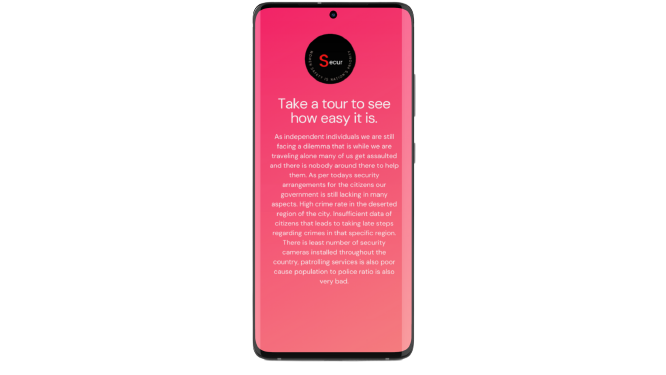 Secur
Take a tour to see
how easy it is.
As independent individuals we are still
facing a dilemma that is while we are
traveling alone many of us get assaulted
and there is nobody around there to help
them. As per todays security
arrangements for the citizens our
government is still lacking in many
aspects. High crime rate in the deserted
region of the city. Insufficient data of
citizens that leads to taking late steps
regarding crimes in that specific region.
There is least number of security
cameras installed throughout the
country, patrolling services is also poor
cause population to police ratio is also
very bad.